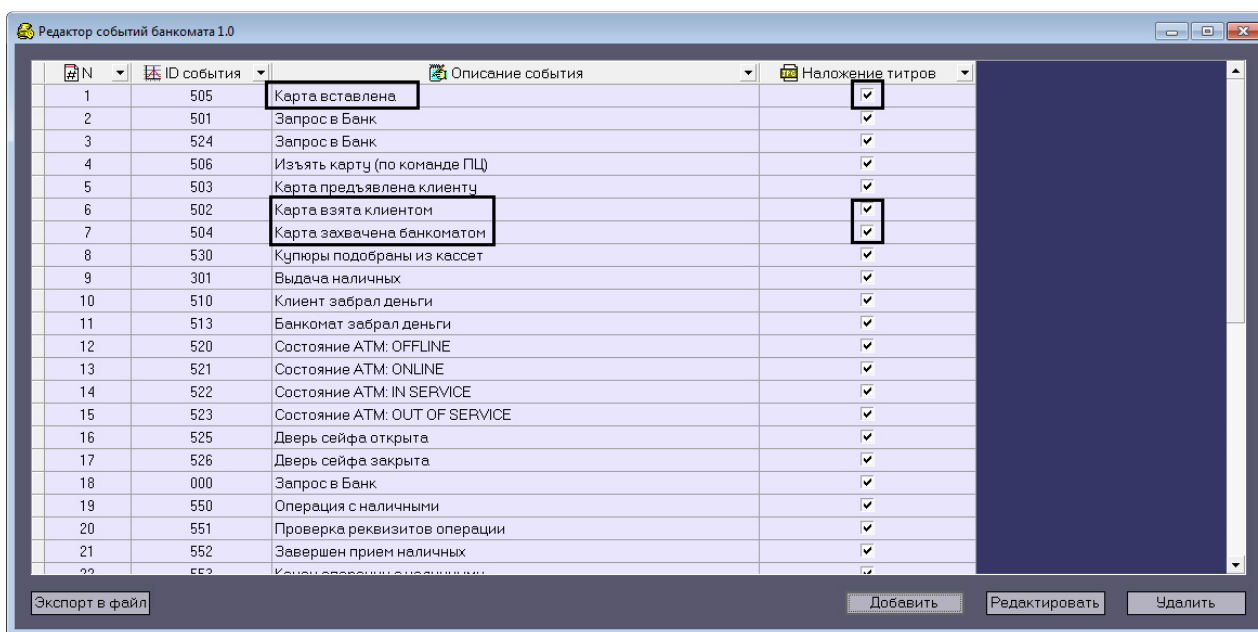 Редактор событий банкомата 1.0
N ID события Описание события Наложение титров
1 505 Карта вставлена
2 501 Запрос в Банк
3 524 Запрос в Банк
4 506 Изъять карту (по команде ПЦ)
5 503 Карта предъявлена клиенту
6 502 Карта взята клиентом
7 504 Карта захвачена банкоматом
8 530 Купюры подобраны из кассет
9 301 Выдача наличных
10 510 Клиент забрал деньги
11 513 Банкомат забрал деньги
12 520 Состояние ATM: OFFLINE
13 521 Состояние ATM: ONLINE
14 522 Состояние ATM: IN SERVICE
15 523 Состояние ATM: OUT OF SERVICE
16 525 Дверь сейфа открыта
17 526 Дверь сейфа закрыта
18 000 Запрос в Банк
19 550 Операция с наличными
20 551 Проверка реквизитов операции
21 552 Завершен прием наличных
22 553 Конец операции с наличными
Экспорт в файл Добавить Редактировать Удалить